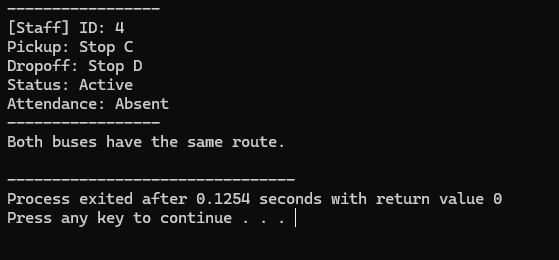 -----------------
[Staff] ID: 4
Pickup: Stop C
Dropoff: Stop D
Status: Active
Attendance: Absent
-----------------
Both buses have the same route.

--------------------------------
Process exited after 0.1254 seconds with return value 0
Press any key to continue . . .